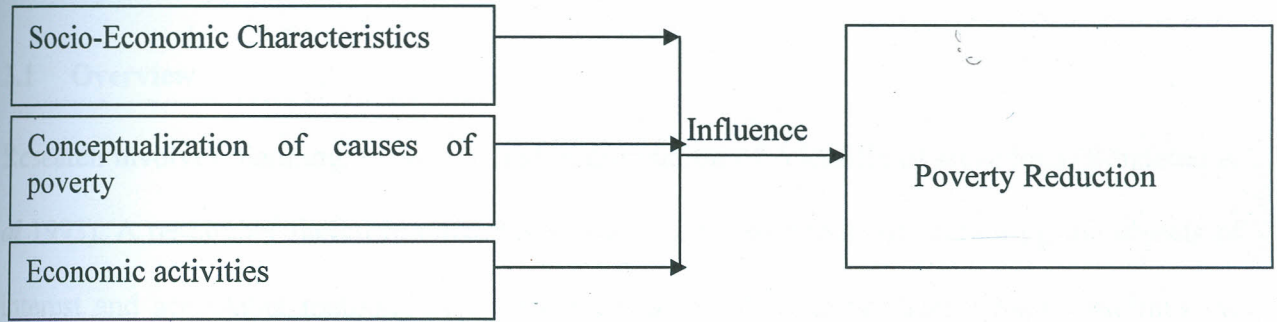 Socio-Economic Characteristics
Conceptualization of causes of
poverty
Economic activities
Influence
Poverty Reduction